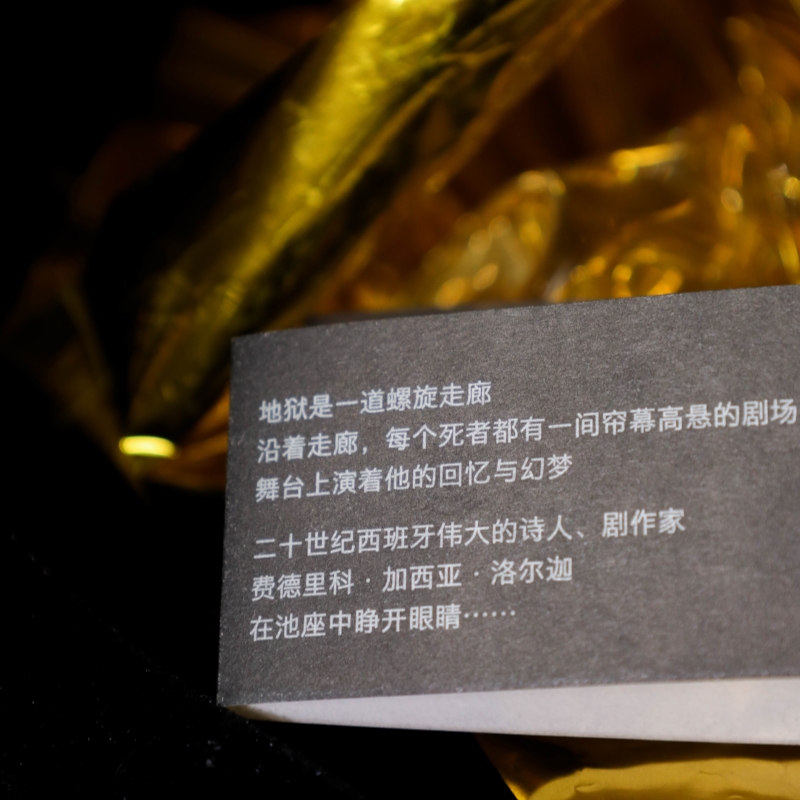 地狱是一道螺旋走廊
沿着走廊，每个死者都有一间帘幕高悬的剧场
舞台上演着他的回忆与幻梦
二十世纪西班牙伟大的诗人、剧作家
费德里科·加西亚·洛尔迦
在池座中睁开眼睛……